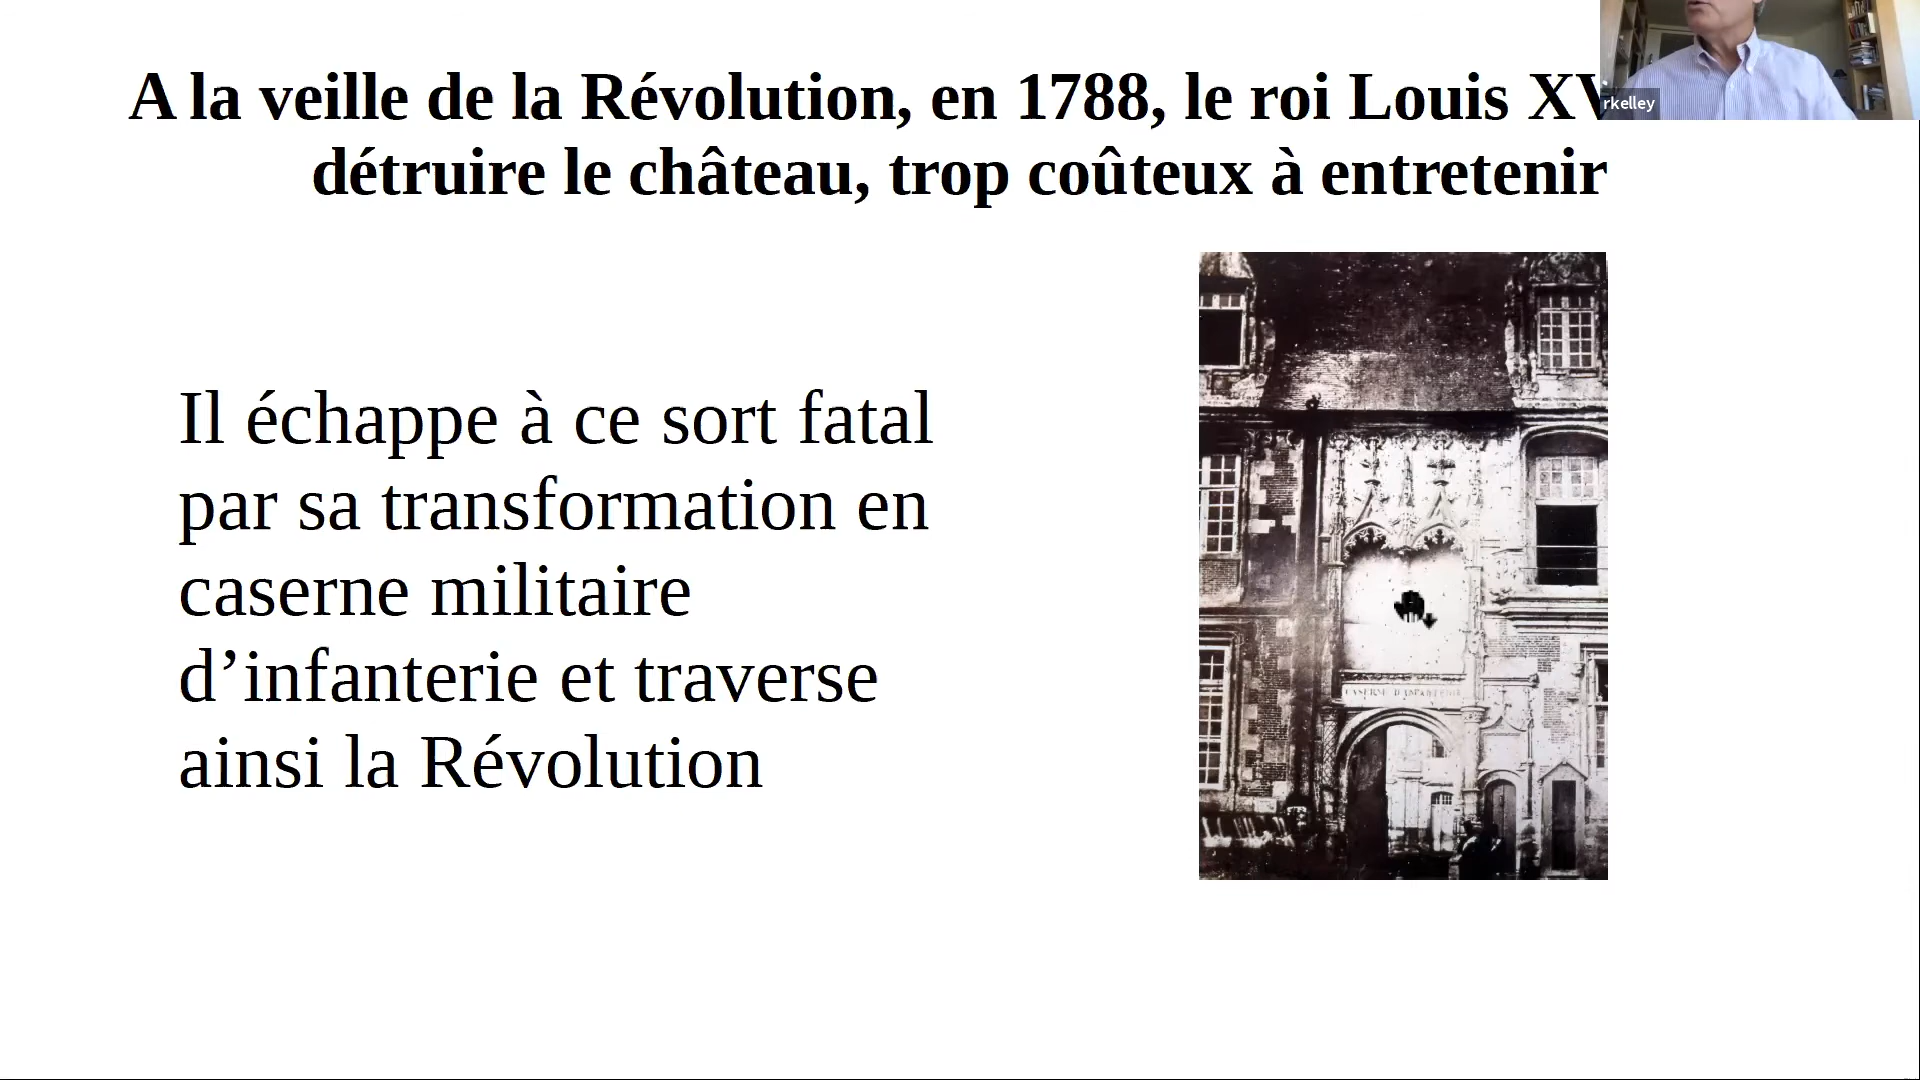 A la veille de la Révolution, en 1788, le roi Louis
rkelley
détruire le château, trop coûteux à entretenir
Il échappe à ce sort fatal
par sa transformation en
caserne militaire
d’infanterie et traverse
ainsi la Révolution